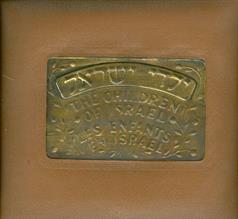 ילדי ישראל
THE CHILDREN
OF ISRAEL
LES ENFANTS
D'ISRAEL